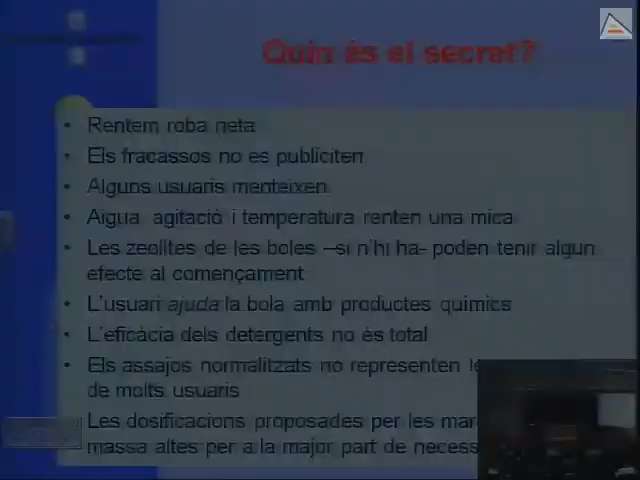 Quin és el secret?
• Rentem roba neta
• Els fracassos no es publiciten
• Alguns usuaris menteixen
• Aigua, agitació i temperatura renten una mica
• Les zeolites de les boles –si n'hi ha- poden tenir algun
efecte al començament
• L'usuari ajuda la bola amb productes químics
• L'eficàcia dels detergents no és total
• Els assajos normalitzats no representen
de molts usuaris
Les dosificacions proposades per les
massa altes per a la major part de